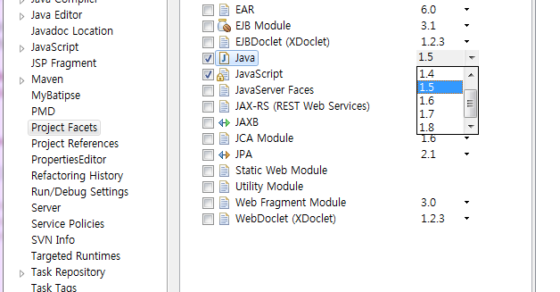 Java Compiler
Java Editor
Javadoc Location
JavaScript
JSP Fragment
Maven
MyBatipse
PMD
Project Facets
Project References
PropertiesEditor
Refactoring History
Run/Debug Settings
Server
Service Policies
SVN Info
Targeted Runtimes
Task Repository
Task Tags
EAR 6.0
EJB Module 3.1
EJBDoclet (XDoclet) 1.2.3
Java 1.5
JavaScript 1.4
JavaServer Faces 1.5
JAX-RS (REST Web Services) 1.6
JAXB 1.7
1.8
JCA Module 1.6
JPA 2.1
Static Web Module
Utility Module
Web Fragment Module 3.0
WebDoclet (XDoclet) 1.2.3